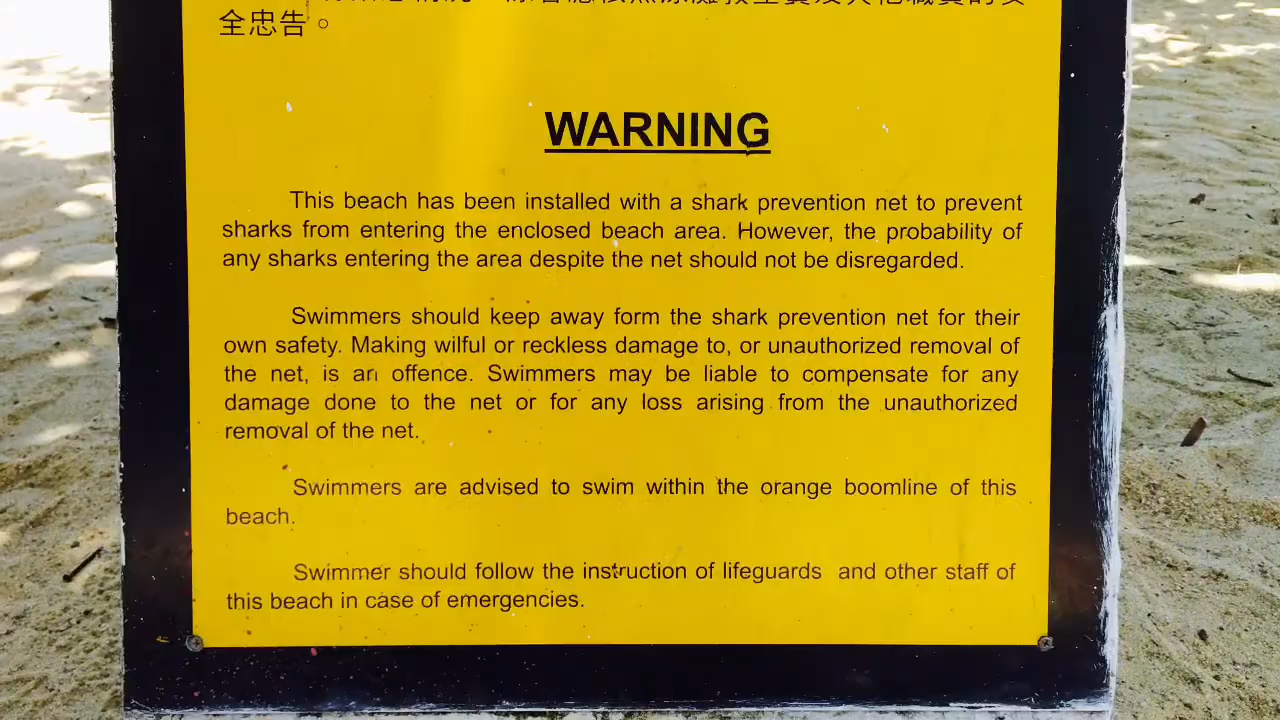 全忠告。
WARNING
This beach has been installed with a shark prevention net to prevent
sharks from entering the enclosed beach area. However, the probability of
any sharks entering the area despite the net should not be disregarded.
Swimmers should keep away form the shark prevention net for their
own safety. Making wilful or reckless damage to, or unauthorized removal of
the net, is an offence. Swimmers may be liable to compensate for any
damage done to the net or for any loss arising from the unauthorized
removal of the net.
Swimmers are advised to swim within the orange boomline of this
beach.
Swimmer should follow the instruction of lifeguards and other staff of
this beach in case of emergencies.